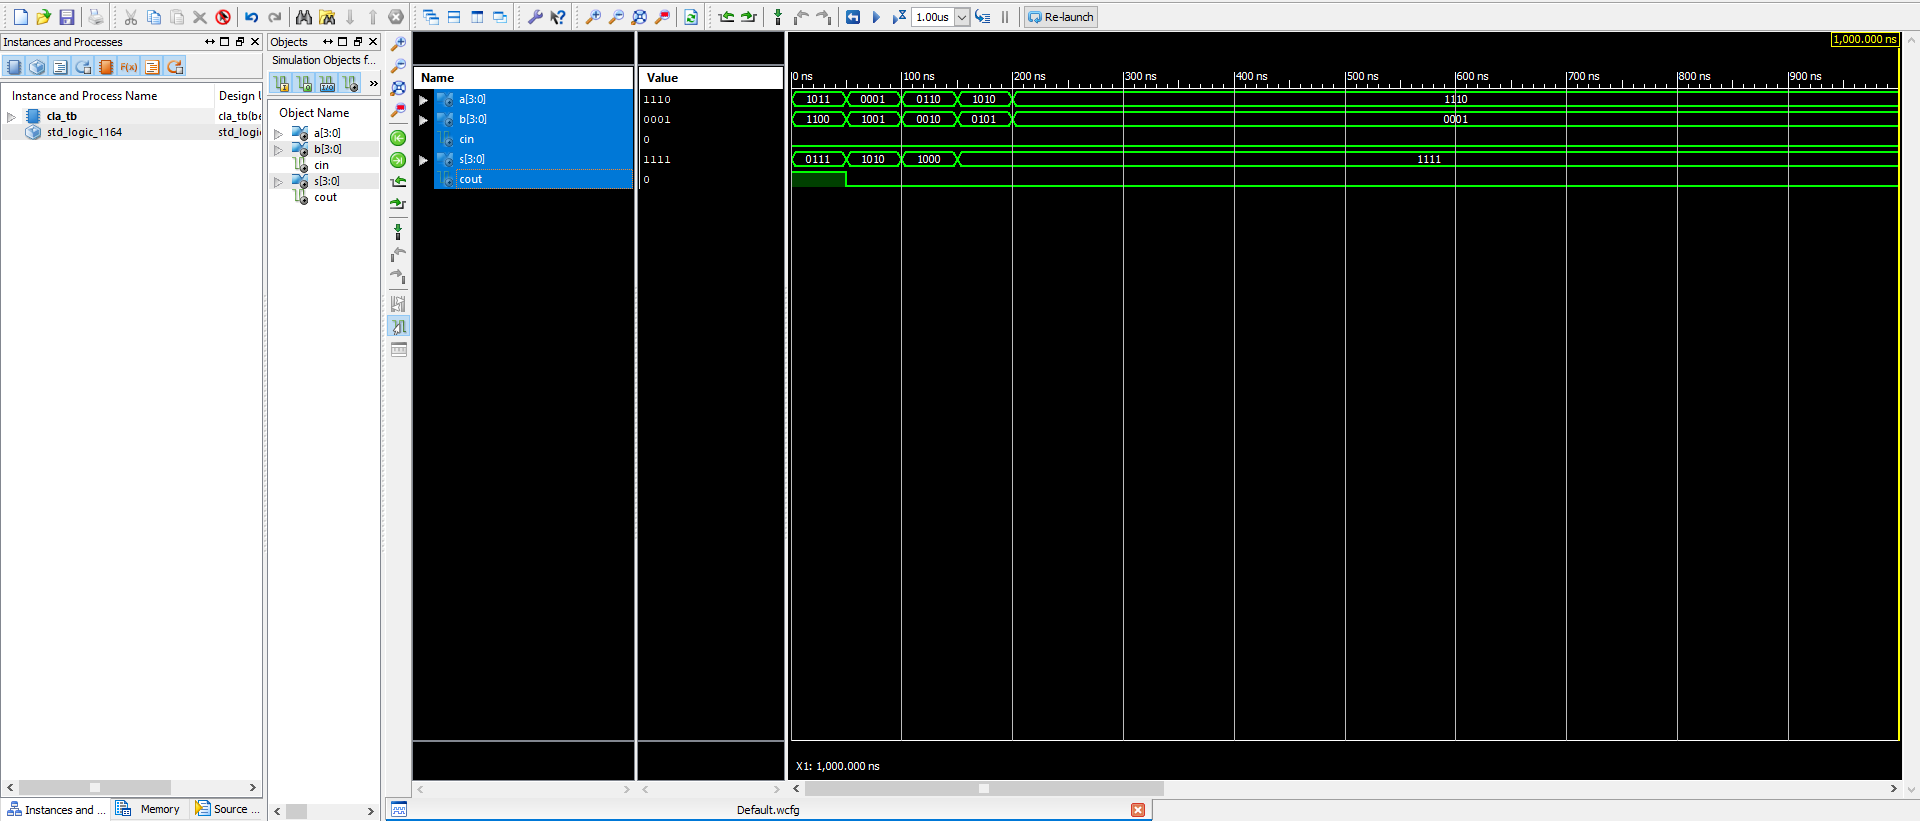 1.00us
Re-launch
Instances and Processes
Objects
Simulation Objects f...
Instance and Process Name
Design U
cla_tb
cla_tb(be
std_logic_1164
std_logic
Object Name
a[3:0]
b[3:0]
cin
s[3:0]
cout
Name
Value
a[3:0]
1110
b[3:0]
0001
cin
0
s[3:0]
1111
cout
0
1,000.000 ns
0 ns
100 ns
200 ns
300 ns
400 ns
500 ns
600 ns
700 ns
800 ns
900 ns
1011
0001
0110
1010
1110
1100
1001
0010
0101
0001
0111
1010
1000
1111
X1: 1,000.000 ns
Instances and ...
Memory
Source ...
Default.wcfg